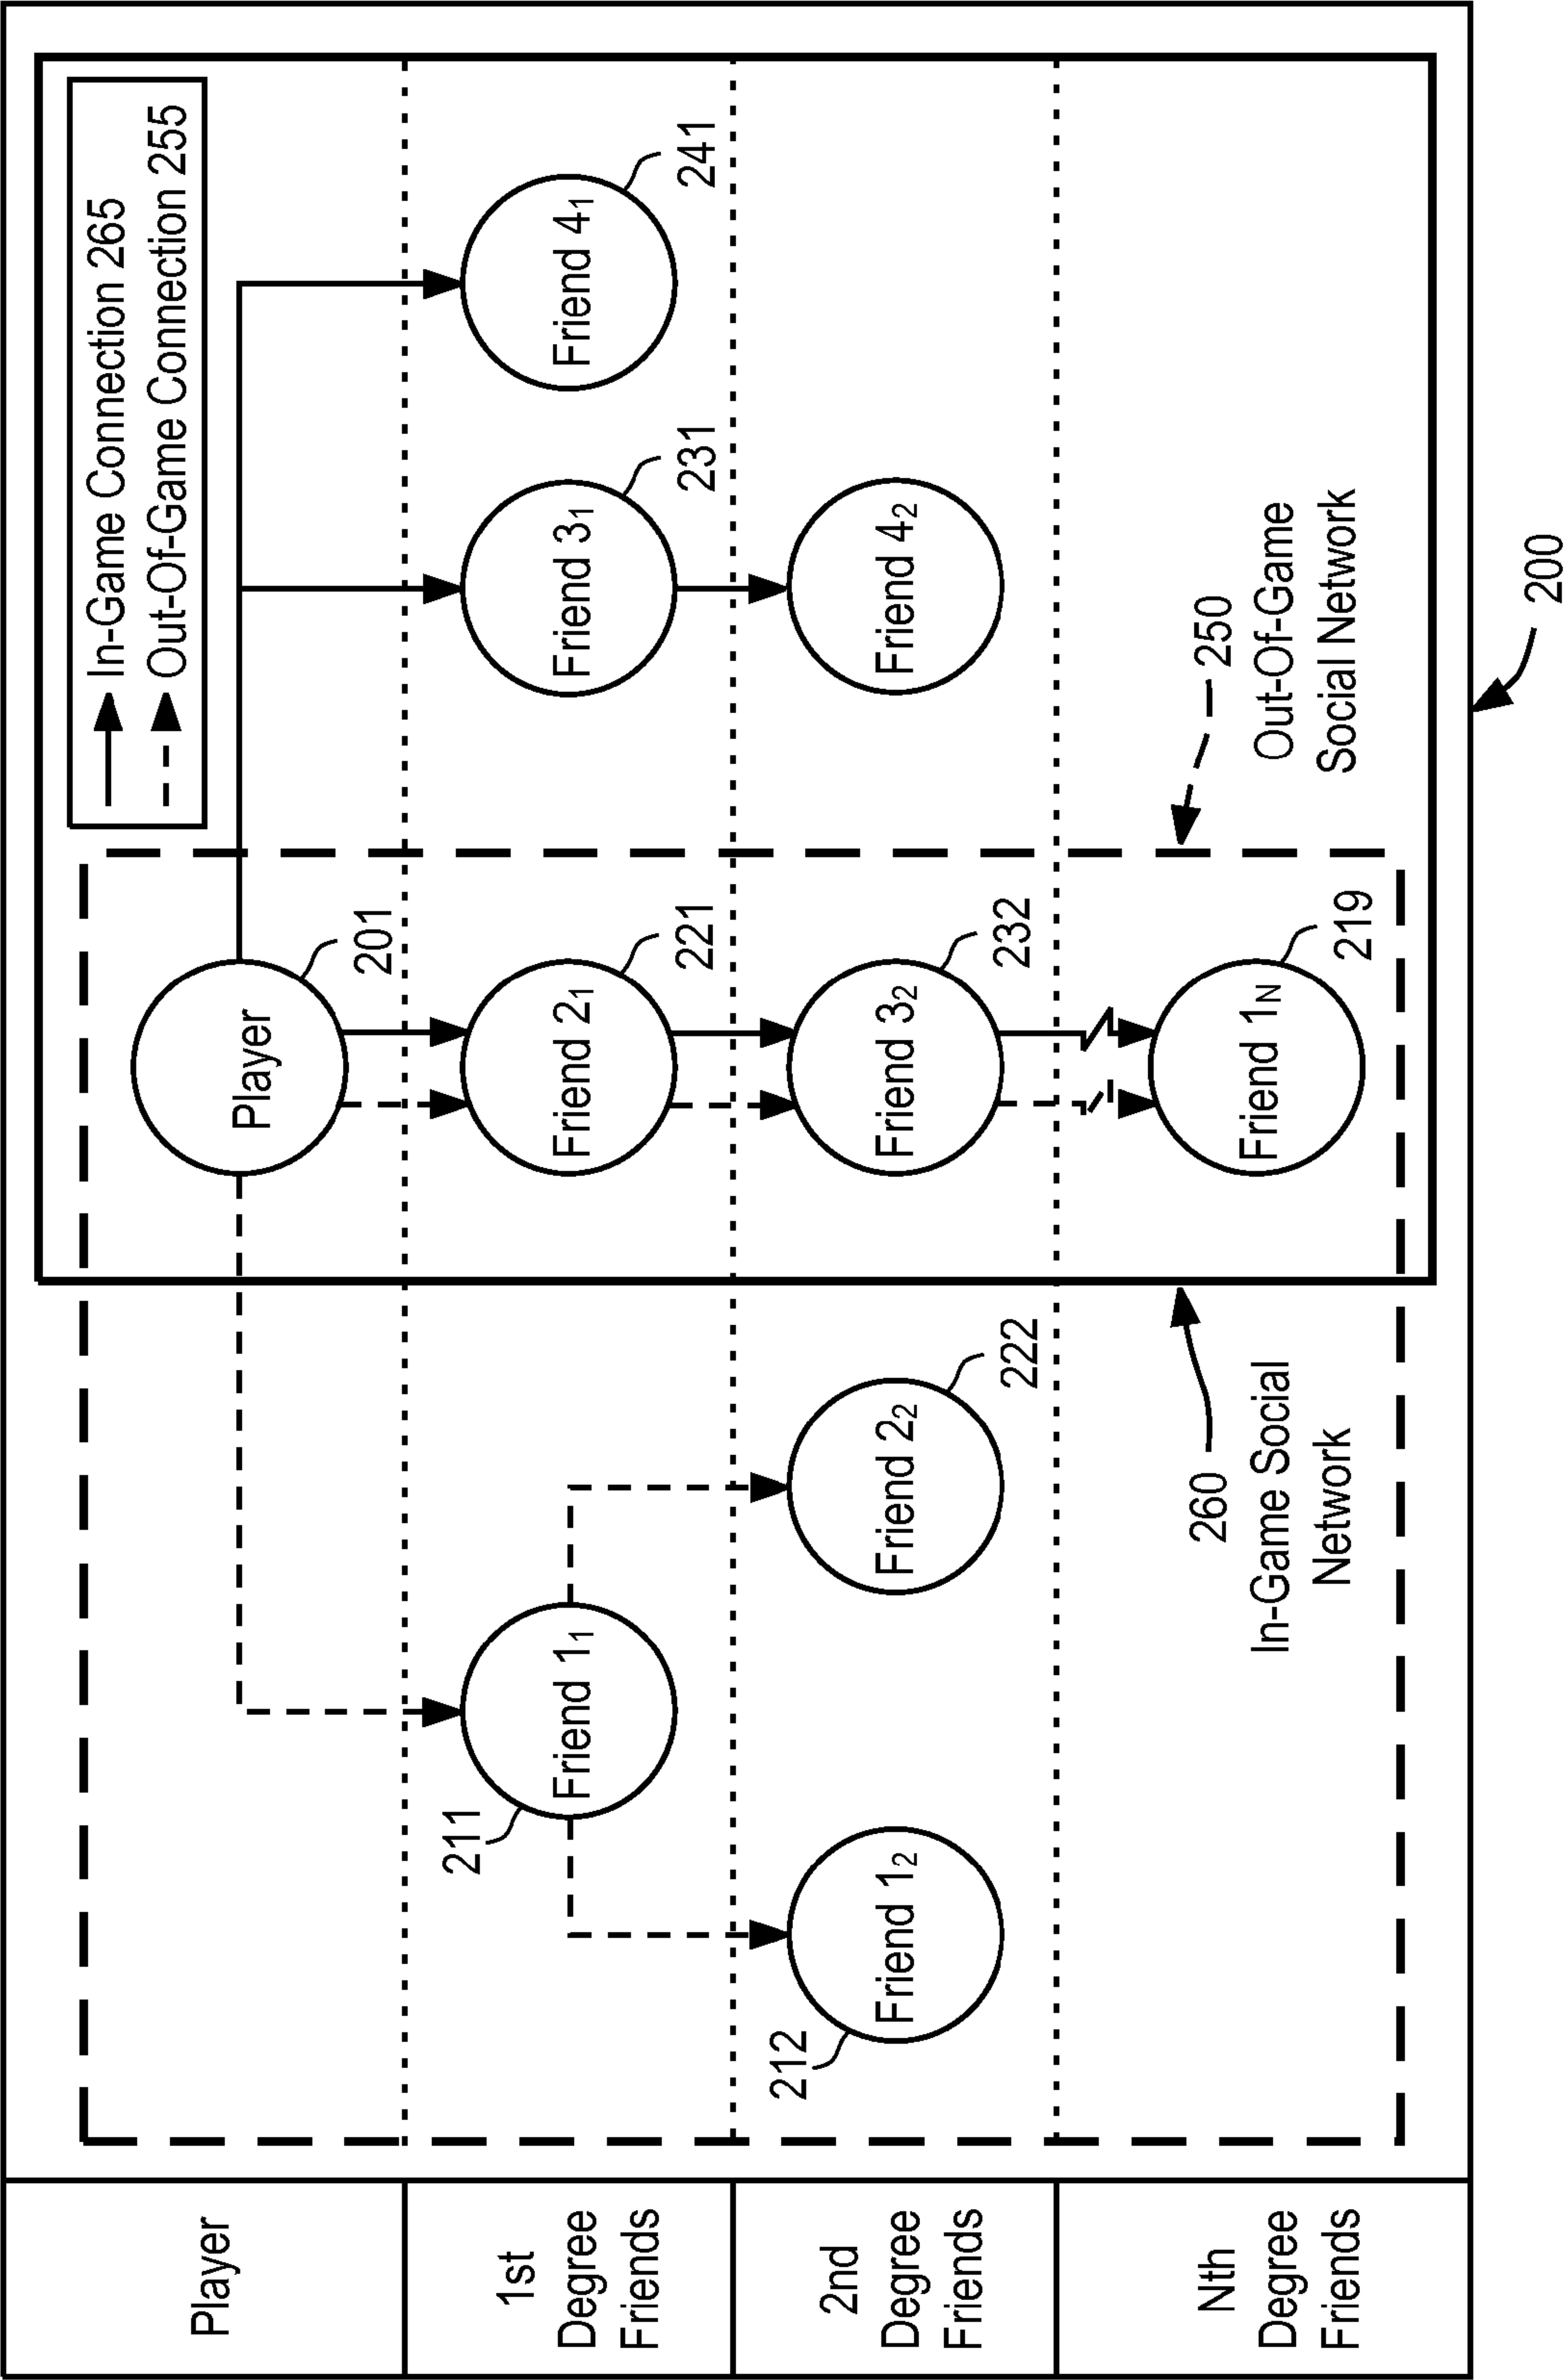 In-Game Connection 265
Out-Of-Game Connection 255
Player
Player
201
1st
Degree
Friends
211
Friend 1₁
Friend 2₁
221
Friend 3₁
231
Friend 4₁
241
2nd
Degree
Friends
212
Friend 1₂
Friend 2₂
222
Friend 3₂
232
Friend 4₂
Nth
Degree
Friends
260
In-Game Social
Network
Friend 1N
219
250
Out-Of-Game
Social Network
200